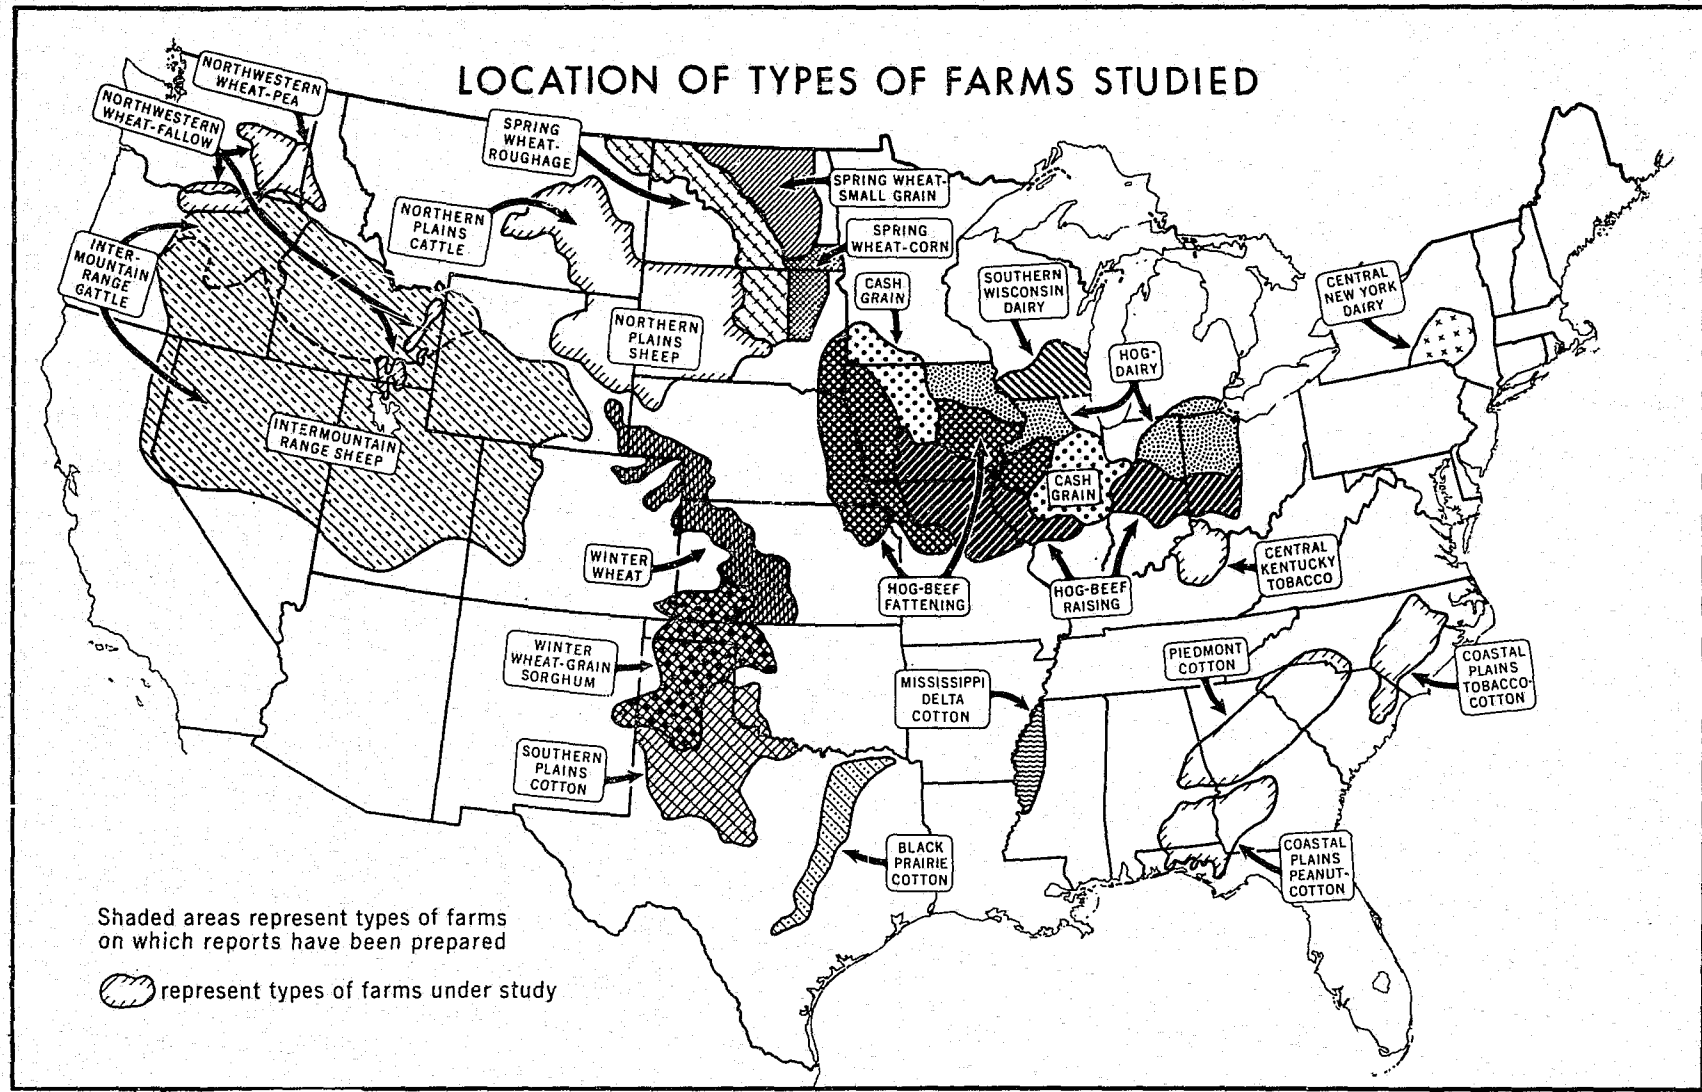 LOCATION OF TYPES OF FARMS STUDIED
NORTHWESTERN
WHEAT-PEA
NORTHWESTERN
WHEAT-FALLOW
SPRING
WHEAT-
ROUGHAGE
SPRING WHEAT-
SMALL GRAIN
NORTHERN
PLAINS
CATTLE
SPRING
WHEAT-CORN
INTER-
MOUNTAIN
RANGE
CATTLE
CASH
GRAIN
SOUTHERN
WISCONSIN
DAIRY
CENTRAL
NEW YORK
DAIRY
NORTHERN
PLAINS
SHEEP
HOG-
DAIRY
INTERMOUNTAIN
RANGE SHEEP
CASH
GRAIN
WINTER
WHEAT
HOG-BEEF
FATTENING
HOG-BEEF
RAISING
CENTRAL
KENTUCKY
TOBACCO
WINTER
WHEAT-GRAIN
SORGHUM
PIEDMONT
COTTON
COASTAL
PLAINS
TOBACCO-
COTTON
MISSISSIPPI
DELTA
COTTON
SOUTHERN
PLAINS
COTTON
BLACK
PRAIRIE
COTTON
COASTAL
PLAINS
PEANUT-
COTTON
Shaded areas represent types of farms
on which reports have been prepared
represent types of farms under study